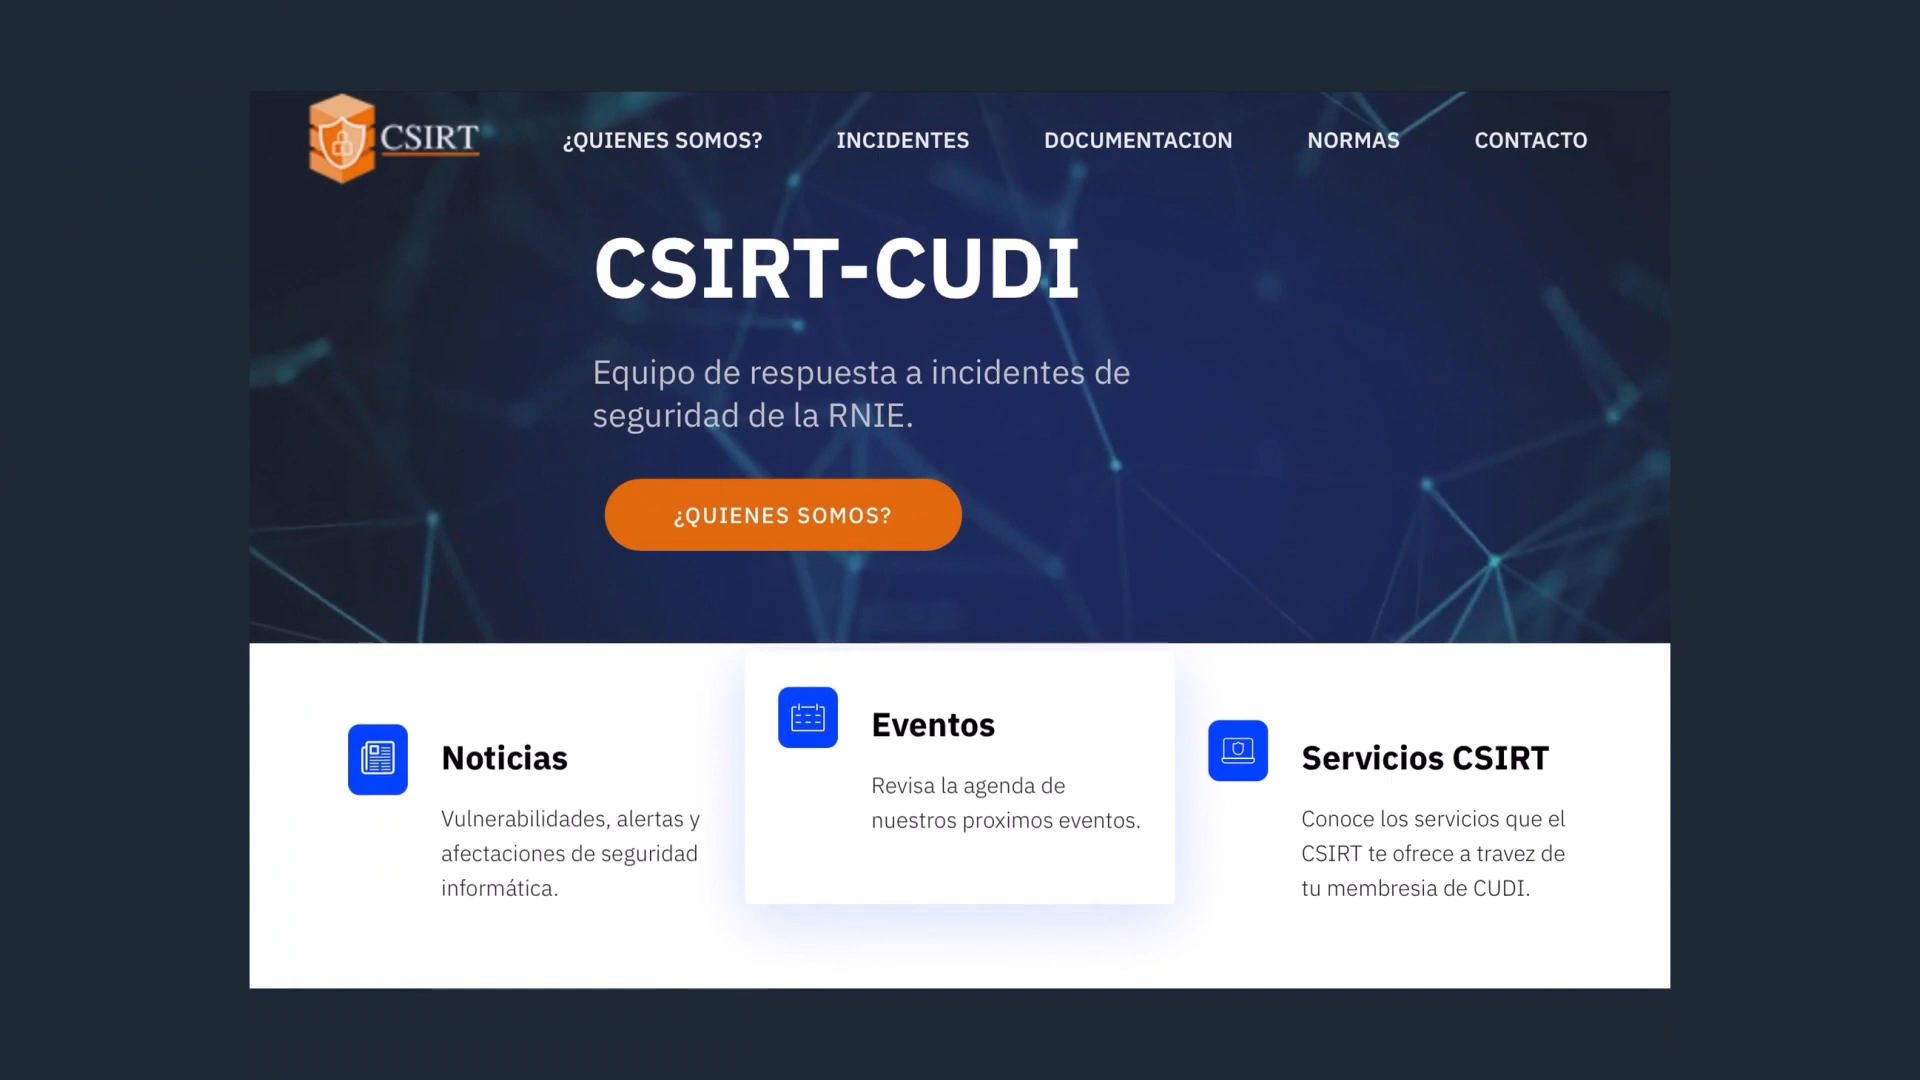 CSIRT
¿QUIENES SOMOS?
INCIDENTES
DOCUMENTACION
NORMAS
CONTACTO
CSIRT-CUDI
Equipo de respuesta a incidentes de
seguridad de la RNIE.
¿QUIENES SOMOS?
Noticias
Vulnerabilidades, alertas y
afectaciones de seguridad
informática.
Eventos
Revisa la agenda de
nuestros proximos eventos.
Servicios CSIRT
Conoce los servicios que el
CSIRT te ofrece a travez de
tu membresia de CUDI.